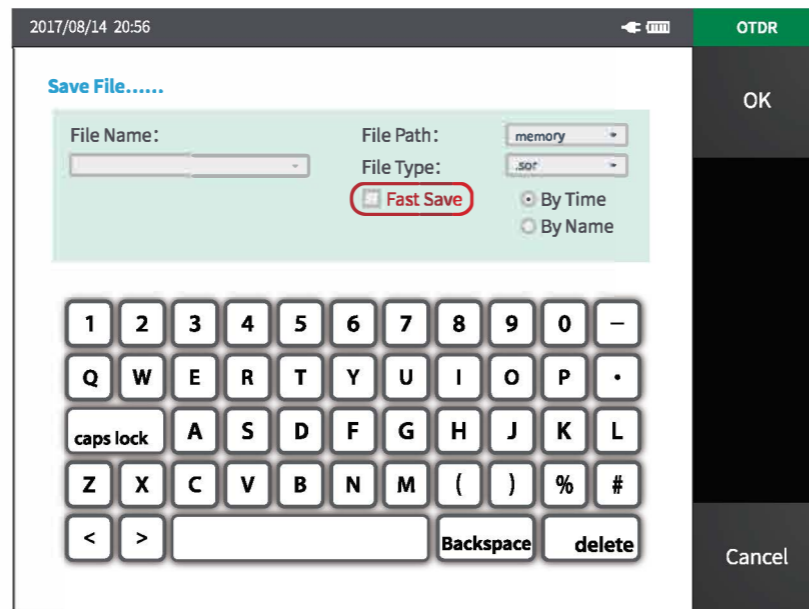 2017/08/14 20:56 OTDR
Save File......
OK
File Name: File Path: memory
File Type: .sor
Fast Save By Time
By Name
1 2 3 4 5 6 7 8 9 0 —
Q W E R T Y U I O P ·
caps lock A S D F G H J K L
Z X C V B N M ( ) % #
< > Backspace delete
Cancel